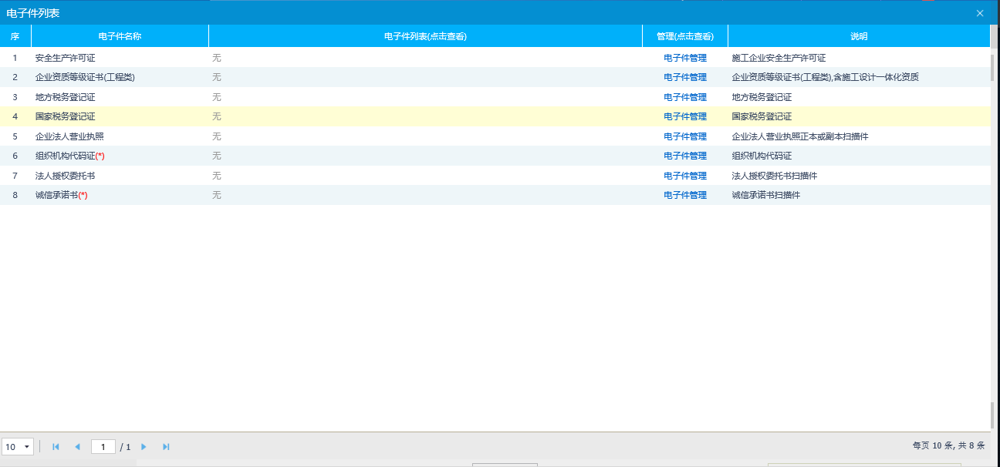 电子件列表
序 电子件名称 电子件列表(点击查看) 管理(点击查看) 说明
1 安全生产许可证 无 电子件管理 施工企业安全生产许可证
2 企业资质等级证书(工程类) 无 电子件管理 企业资质等级证书(工程类),含施工设计一体化资质
3 地方税务登记证 无 电子件管理 地方税务登记证
4 国家税务登记证 无 电子件管理 国家税务登记证
5 企业法人营业执照 无 电子件管理 企业法人营业执照正本或副本扫描件
6 组织机构代码证(*) 无 电子件管理 组织机构代码证
7 法人授权委托书 无 电子件管理 法人授权委托书扫描件
8 诚信承诺书(*) 无 电子件管理 诚信承诺书扫描件
10 1 / 1 每页 10 条, 共 8 条